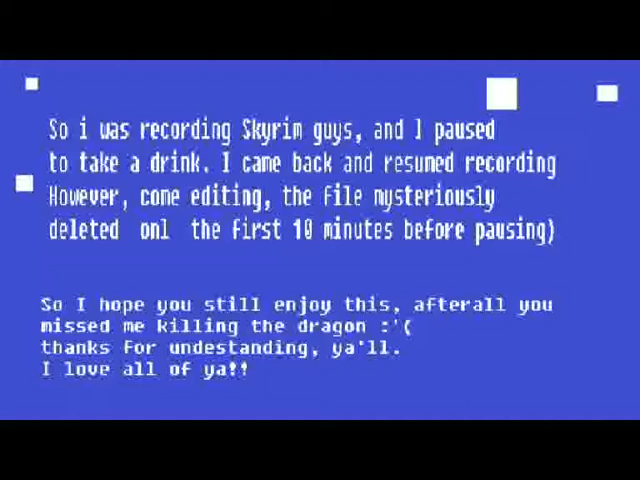 So i was recording Skyrim guys, and I paused
to take a drink. I came back and resumed recording
However, come editing, the file mysteriously
deleted onl the first 10 minutes before pausing)
So I hope you still enjoy this, afterall you
missed me killing the dragon :'(
thanks for undestanding, ya'll.
I love all of ya!!